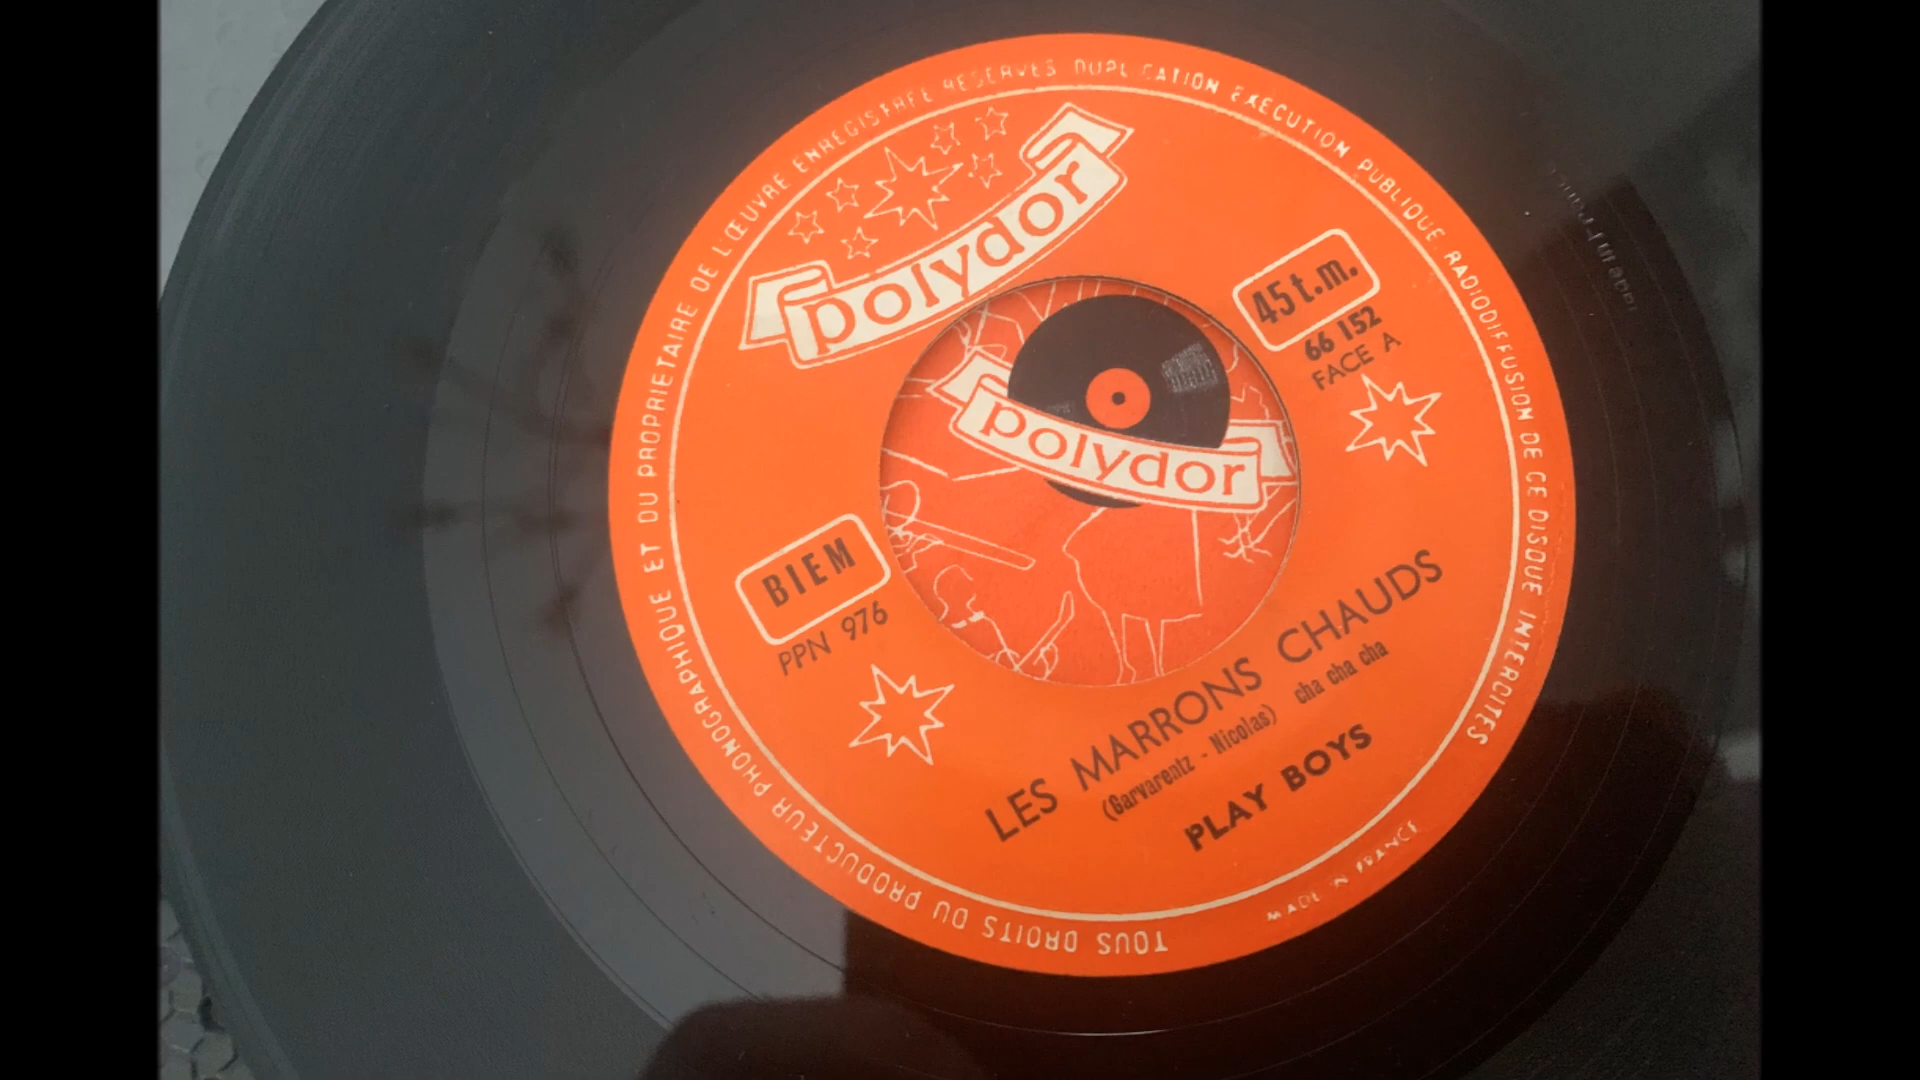 TOUS DROITS DU PRODUCTEUR PHONOGRAPHIQUE ET DU PROPRIETAIRE DE L'ŒUVRE ENREGISTREE RESERVES DUPLICATION EXECUTION PUBLIQUE RADIODIFFUSION DE CE DISQUE INTERDITES
polydor
45 t.m.
66 152
FACE A
polydor
BIEM
PPN 976
LES MARRONS CHAUDS
(Garvarentz - Nicolas) cha cha cha
PLAY BOYS
MADE IN FRANCE